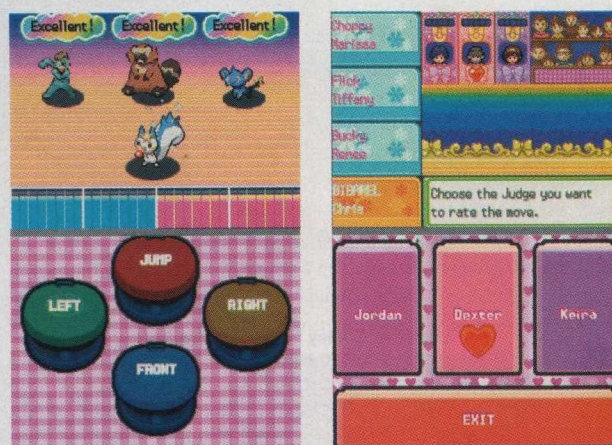 Excellent!
Excellent!
Excellent!
JUMP
LEFT
RIGHT
FRONT
Choppy
Marissa
Flick
Tiffany
Bucky
Renee
BIBAREL
Chris
Choose the Judge you want
to rate the move.
Jordan
Dexter
Keira
EXIT